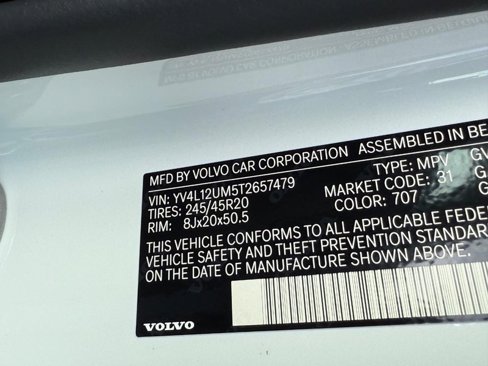 MFD BY VOLVO CAR CORPORATION ASSEMBLED IN BE
VIN: YV4L12UM5T2657479 TYPE: MPV GV
TIRES: 245/45R20 MARKET CODE: 31 G.A
RIM: 8Jx20x50.5 COLOR: 707 G.A
THIS VEHICLE CONFORMS TO ALL APPLICABLE FEDE
VEHICLE SAFETY AND THEFT PREVENTION STANDAR
ON THE DATE OF MANUFACTURE SHOWN ABOVE.
VOLVO